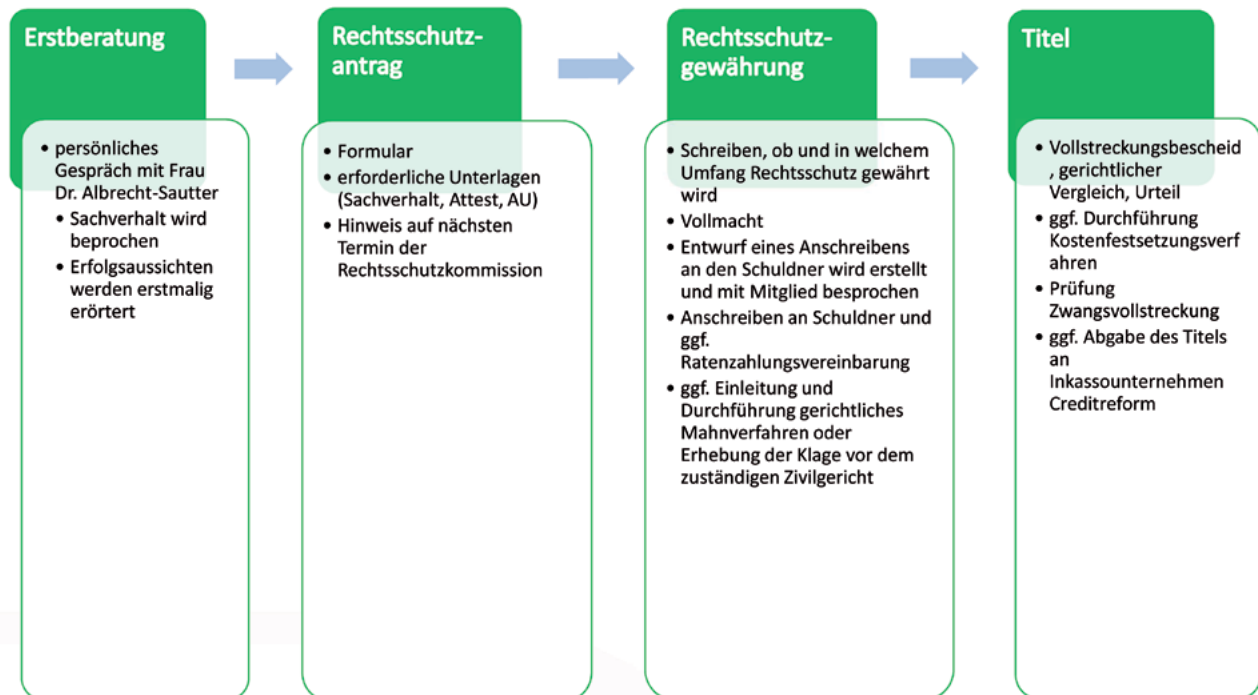 Erstberatung
persönliches
Gespräch mit Frau
Dr. Albrecht-Sautter
• Sachverhalt wird
beprochen
• Erfolgsaussichten
werden erstmalig
erörtert
Rechtsschutz-
antrag
• Formular
• erforderliche Unterlagen
(Sachverhalt, Attest, AU)
• Hinweis auf nächsten
Termin der
Rechtsschutzkommission
Rechtsschutz-
gewährung
• Schreiben, ob und in welchem
Umfang Rechtsschutz gewährt
wird
• Vollmacht
• Entwurf eines Anschreibens
an den Schuldner wird erstellt
und mit Mitglied besprochen
• Anschreiben an Schuldner und
ggf.
Ratenzahlungsvereinbarung
• ggf. Einleitung und
Durchführung gerichtliches
Mahnverfahren oder
Erhebung der Klage vor dem
zuständigen Zivilgericht
Titel
• Vollstreckungsbescheid
, gerichtlicher
Vergleich, Urteil
• ggf. Durchführung
Kostenfestsetzungsverf
ahren
• Prüfung
Zwangsvollstreckung
• ggf. Abgabe des Titels
an
Inkassounternehmen
Creditreform